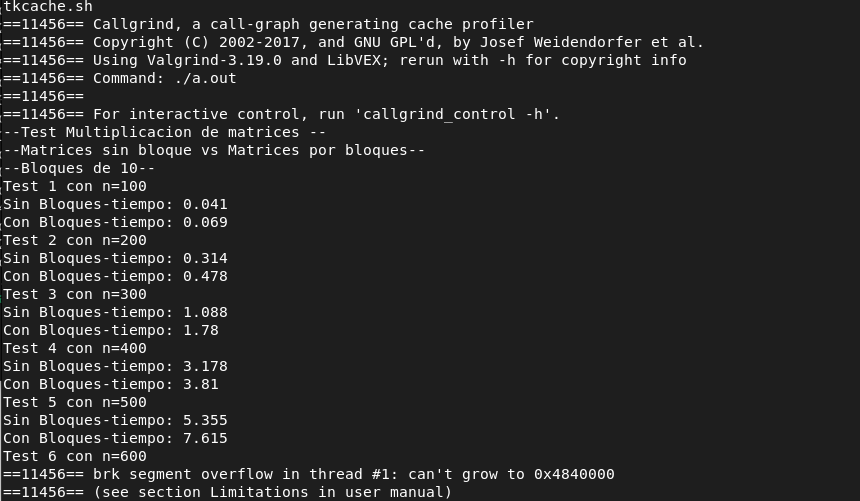 tkcache.sh
==11456== Callgrind, a call-graph generating cache profiler
==11456== Copyright (C) 2002-2017, and GNU GPL'd, by Josef Weidendorfer et al.
==11456== Using Valgrind-3.19.0 and LibVEX; rerun with -h for copyright info
==11456== Command: ./a.out
==11456==
==11456== For interactive control, run 'callgrind_control -h'.
--Test Multiplicacion de matrices --
--Matrices sin bloque vs Matrices por bloques--
--Bloques de 10--
Test 1 con n=100
Sin Bloques-tiempo: 0.041
Con Bloques-tiempo: 0.069
Test 2 con n=200
Sin Bloques-tiempo: 0.314
Con Bloques-tiempo: 0.478
Test 3 con n=300
Sin Bloques-tiempo: 1.088
Con Bloques-tiempo: 1.78
Test 4 con n=400
Sin Bloques-tiempo: 3.178
Con Bloques-tiempo: 3.81
Test 5 con n=500
Sin Bloques-tiempo: 5.355
Con Bloques-tiempo: 7.615
Test 6 con n=600
==11456== brk segment overflow in thread #1: can't grow to 0x4840000
==11456== (see section Limitations in user manual)